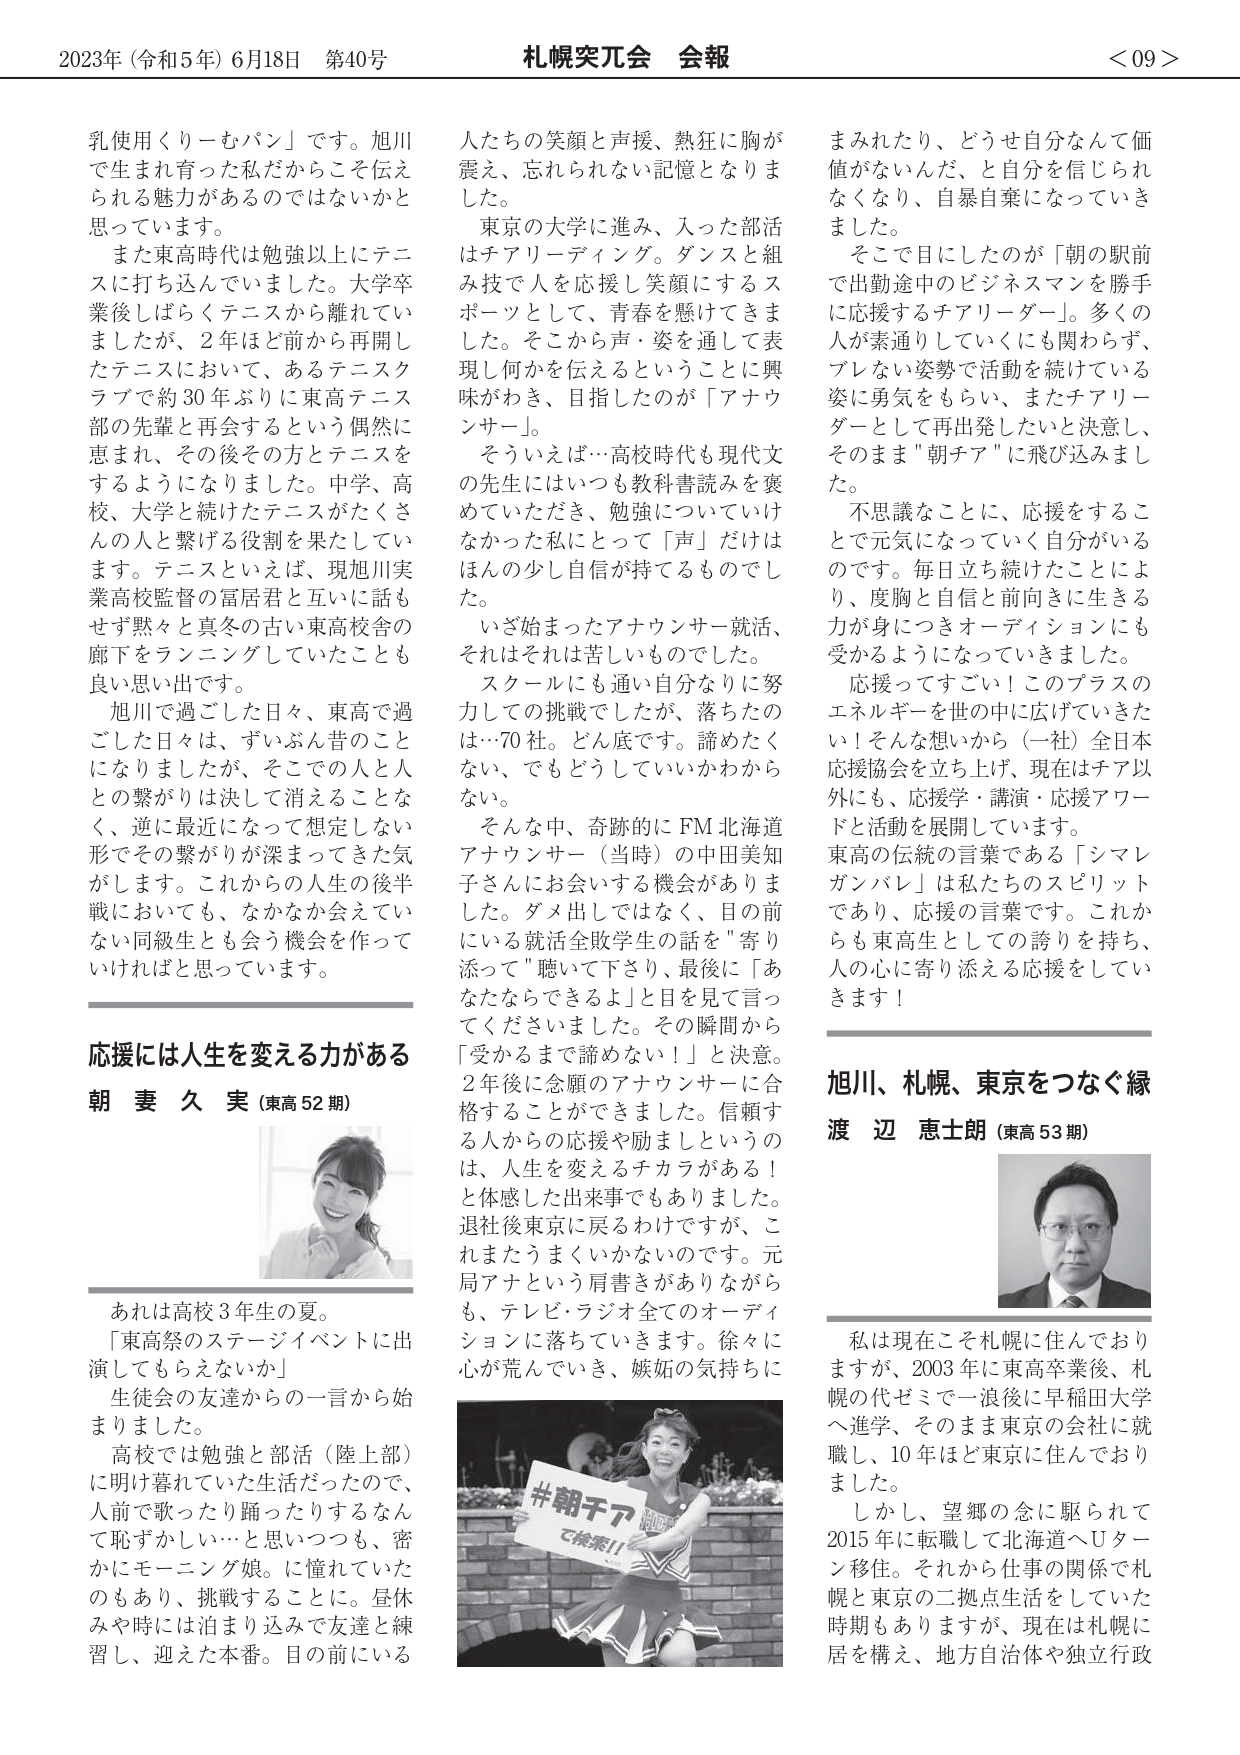 2023年（令和５年）６月18日　第40号
札幌突兀会　会報
＜09＞
乳使用くりーむパン」です。旭川
で生まれ育った私だからこそ伝え
られる魅力があるのではないかと
思っています。
　また東高時代は勉強以上にテニ
スに打ち込んでいました。大学卒
業後しばらくテニスから離れてい
ましたが、２年ほど前から再開し
たテニスにおいて、あるテニスク
ラブで約30年ぶりに東高テニス
部の先輩と再会するという偶然に
恵まれ、その後その方とテニスを
するようになりました。中学、高
校、大学と続けたテニスがたくさ
んの人と繋げる役割を果たしてい
ます。テニスといえば、現旭川実
業高校監督の冨居君と互いに話も
せず黙々と真冬の古い東高校舎の
廊下をランニングしていたことも
良い思い出です。
　旭川で過ごした日々、東高で過
ごした日々は、ずいぶん昔のこと
になりましたが、そこでの人と人
との繋がりは決して消えることな
く、逆に最近になって想定しない
形でその繋がりが深まってきた気
がします。これからの人生の後半
戦においても、なかなか会えてい
ない同級生とも会う機会を作って
いければと思っています。
応援には人生を変える力がある
朝　妻　久　実（東高 52 期）
　あれは高校３年生の夏。
　「東高祭のステージイベントに出
演してもらえないか」
　生徒会の友達からの一言から始
まりました。
　高校では勉強と部活（陸上部）
に明け暮れていた生活だったので、
人前で歌ったり踊ったりするなん
て恥ずかしい…と思いつつも、密
かにモーニング娘。に憧れていた
のもあり、挑戦することに。昼休
みや時には泊まり込みで友達と練
習し、迎えた本番。目の前にいる
人たちの笑顔と声援、熱狂に胸が
震え、忘れられない記憶となりま
した。
　東京の大学に進み、入った部活
はチアリーディング。ダンスと組
み技で人を応援し笑顔にするス
ポーツとして、青春を懸けてきま
した。そこから声・姿を通して表
現し何かを伝えるということに興
味がわき、目指したのが「アナウ
ンサー」。
　そういえば…高校時代も現代文
の先生にはいつも教科書読みを褒
めていただき、勉強についていけ
なかった私にとって「声」だけは
ほんの少し自信が持てるものでし
た。
　いざ始まったアナウンサー就活、
それはそれは苦しいものでした。
　スクールにも通い自分なりに努
力しての挑戦でしたが、落ちたの
は…70 社。どん底です。諦めたく
ない、でもどうしていいかわから
ない。
　そんな中、奇跡的に FM 北海道
アナウンサー（当時）の中田美知
子さんにお会いする機会がありま
した。ダメ出しではなく、目の前
にいる就活全敗学生の話を"寄り
添って"聴いて下さり、最後に「あ
なたならできるよ」と目を見て言っ
てくださいました。その瞬間から
「受かるまで諦めない！」と決意。
２年後に念願のアナウンサーに合
格することができました。信頼す
る人からの応援や励ましというの
は、人生を変えるチカラがある！
と体感した出来事でもありました。
退社後東京に戻るわけですが、こ
れまたうまくいかないのです。元
局アナという肩書きがありながら
も、テレビ・ラジオ全てのオーディ
ションに落ちていきます。徐々に
心が荒んでいき、嫉妬の気持ちに
#朝チア
で検索!!
まみれたり、どうせ自分なんて価
値がないんだ、と自分を信じられ
なくなり、自暴自棄になっていき
ました。
　そこで目にしたのが「朝の駅前
で出勤途中のビジネスマンを勝手
に応援するチアリーダー」。多くの
人が素通りしていくにも関わらず、
ブレない姿勢で活動を続けている
姿に勇気をもらい、またチアリー
ダーとして再出発したいと決意し、
そのまま"朝チア"に飛び込みまし
た。
　不思議なことに、応援をするこ
とで元気になっていく自分がいる
のです。毎日立ち続けたことによ
り、度胸と自信と前向きに生きる
力が身につきオーディションにも
受かるようになっていきました。
　応援ってすごい！このプラスの
エネルギーを世の中に広げていきた
い！そんな想いから（一社）全日本
応援協会を立ち上げ、現在はチア以
外にも、応援学・講演・応援アワー
ドと活動を展開しています。
東高の伝統の言葉である「シマレ
ガンバレ」は私たちのスピリット
であり、応援の言葉です。これか
らも東高生としての誇りを持ち、
人の心に寄り添える応援をしてい
きます！
旭川、札幌、東京をつなぐ縁
渡　辺　恵士朗（東高 53 期）
　私は現在こそ札幌に住んでおり
ますが、2003 年に東高卒業後、札
幌の代ゼミで一浪後に早稲田大学
へ進学、そのまま東京の会社に就
職し、10 年ほど東京に住んでおり
ました。
　しかし、望郷の念に駆られて
2015 年に転職して北海道へＵター
ン移住。それから仕事の関係で札
幌と東京の二拠点生活をしていた
時期もありますが、現在は札幌に
居を構え、地方自治体や独立行政